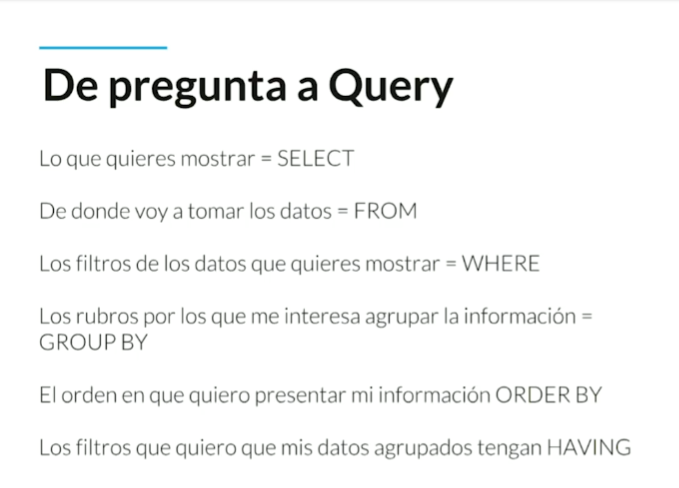 De pregunta a Query
Lo que quieres mostrar = SELECT
De donde voy a tomar los datos = FROM
Los filtros de los datos que quieres mostrar = WHERE
Los rubros por los que me interesa agrupar la información =
GROUP BY
El orden en que quiero presentar mi información ORDER BY
Los filtros que quiero que mis datos agrupados tengan HAVING